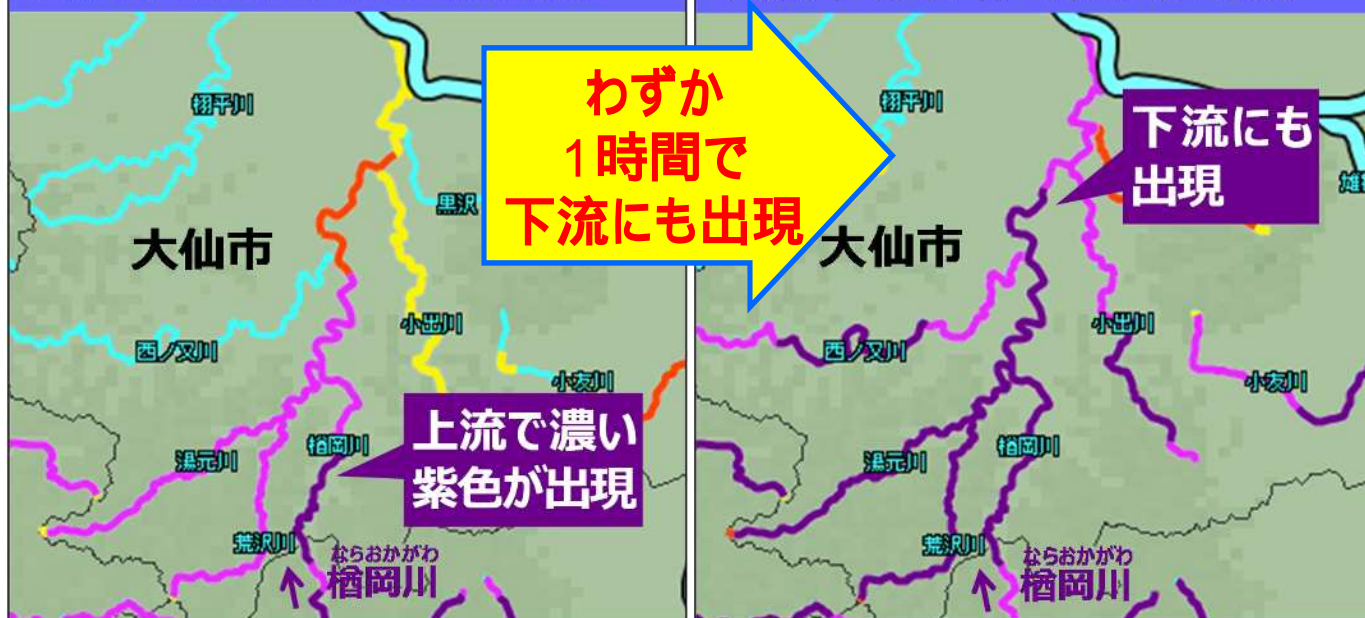 栩平川
黒沢
大仙市
小出川
西ノ又川
小友川
楢岡川
湯元川
荒沢川
上流で濃い
紫色が出現
ならおかがわ
楢岡川
わずか
1時間で
下流にも出現
栩平川
下流にも
出現
大仙市
小出川
西ノ又川
小友川
楢岡川
湯元川
荒沢川
ならおかがわ
楢岡川